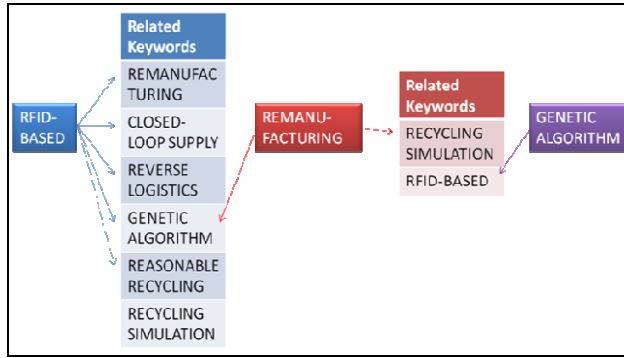 RFID-
BASED
Related
Keywords
REMANUFAC
TURING
CLOSED-
LOOP SUPPLY
REVERSE
LOGISTICS
GENETIC
ALGORITHM
REASONABLE
RECYCLING
RECYCLING
SIMULATION
REMANU-
FACTURING
Related
Keywords
RECYCLING
SIMULATION
RFID-BASED
GENETIC
ALGORITHM